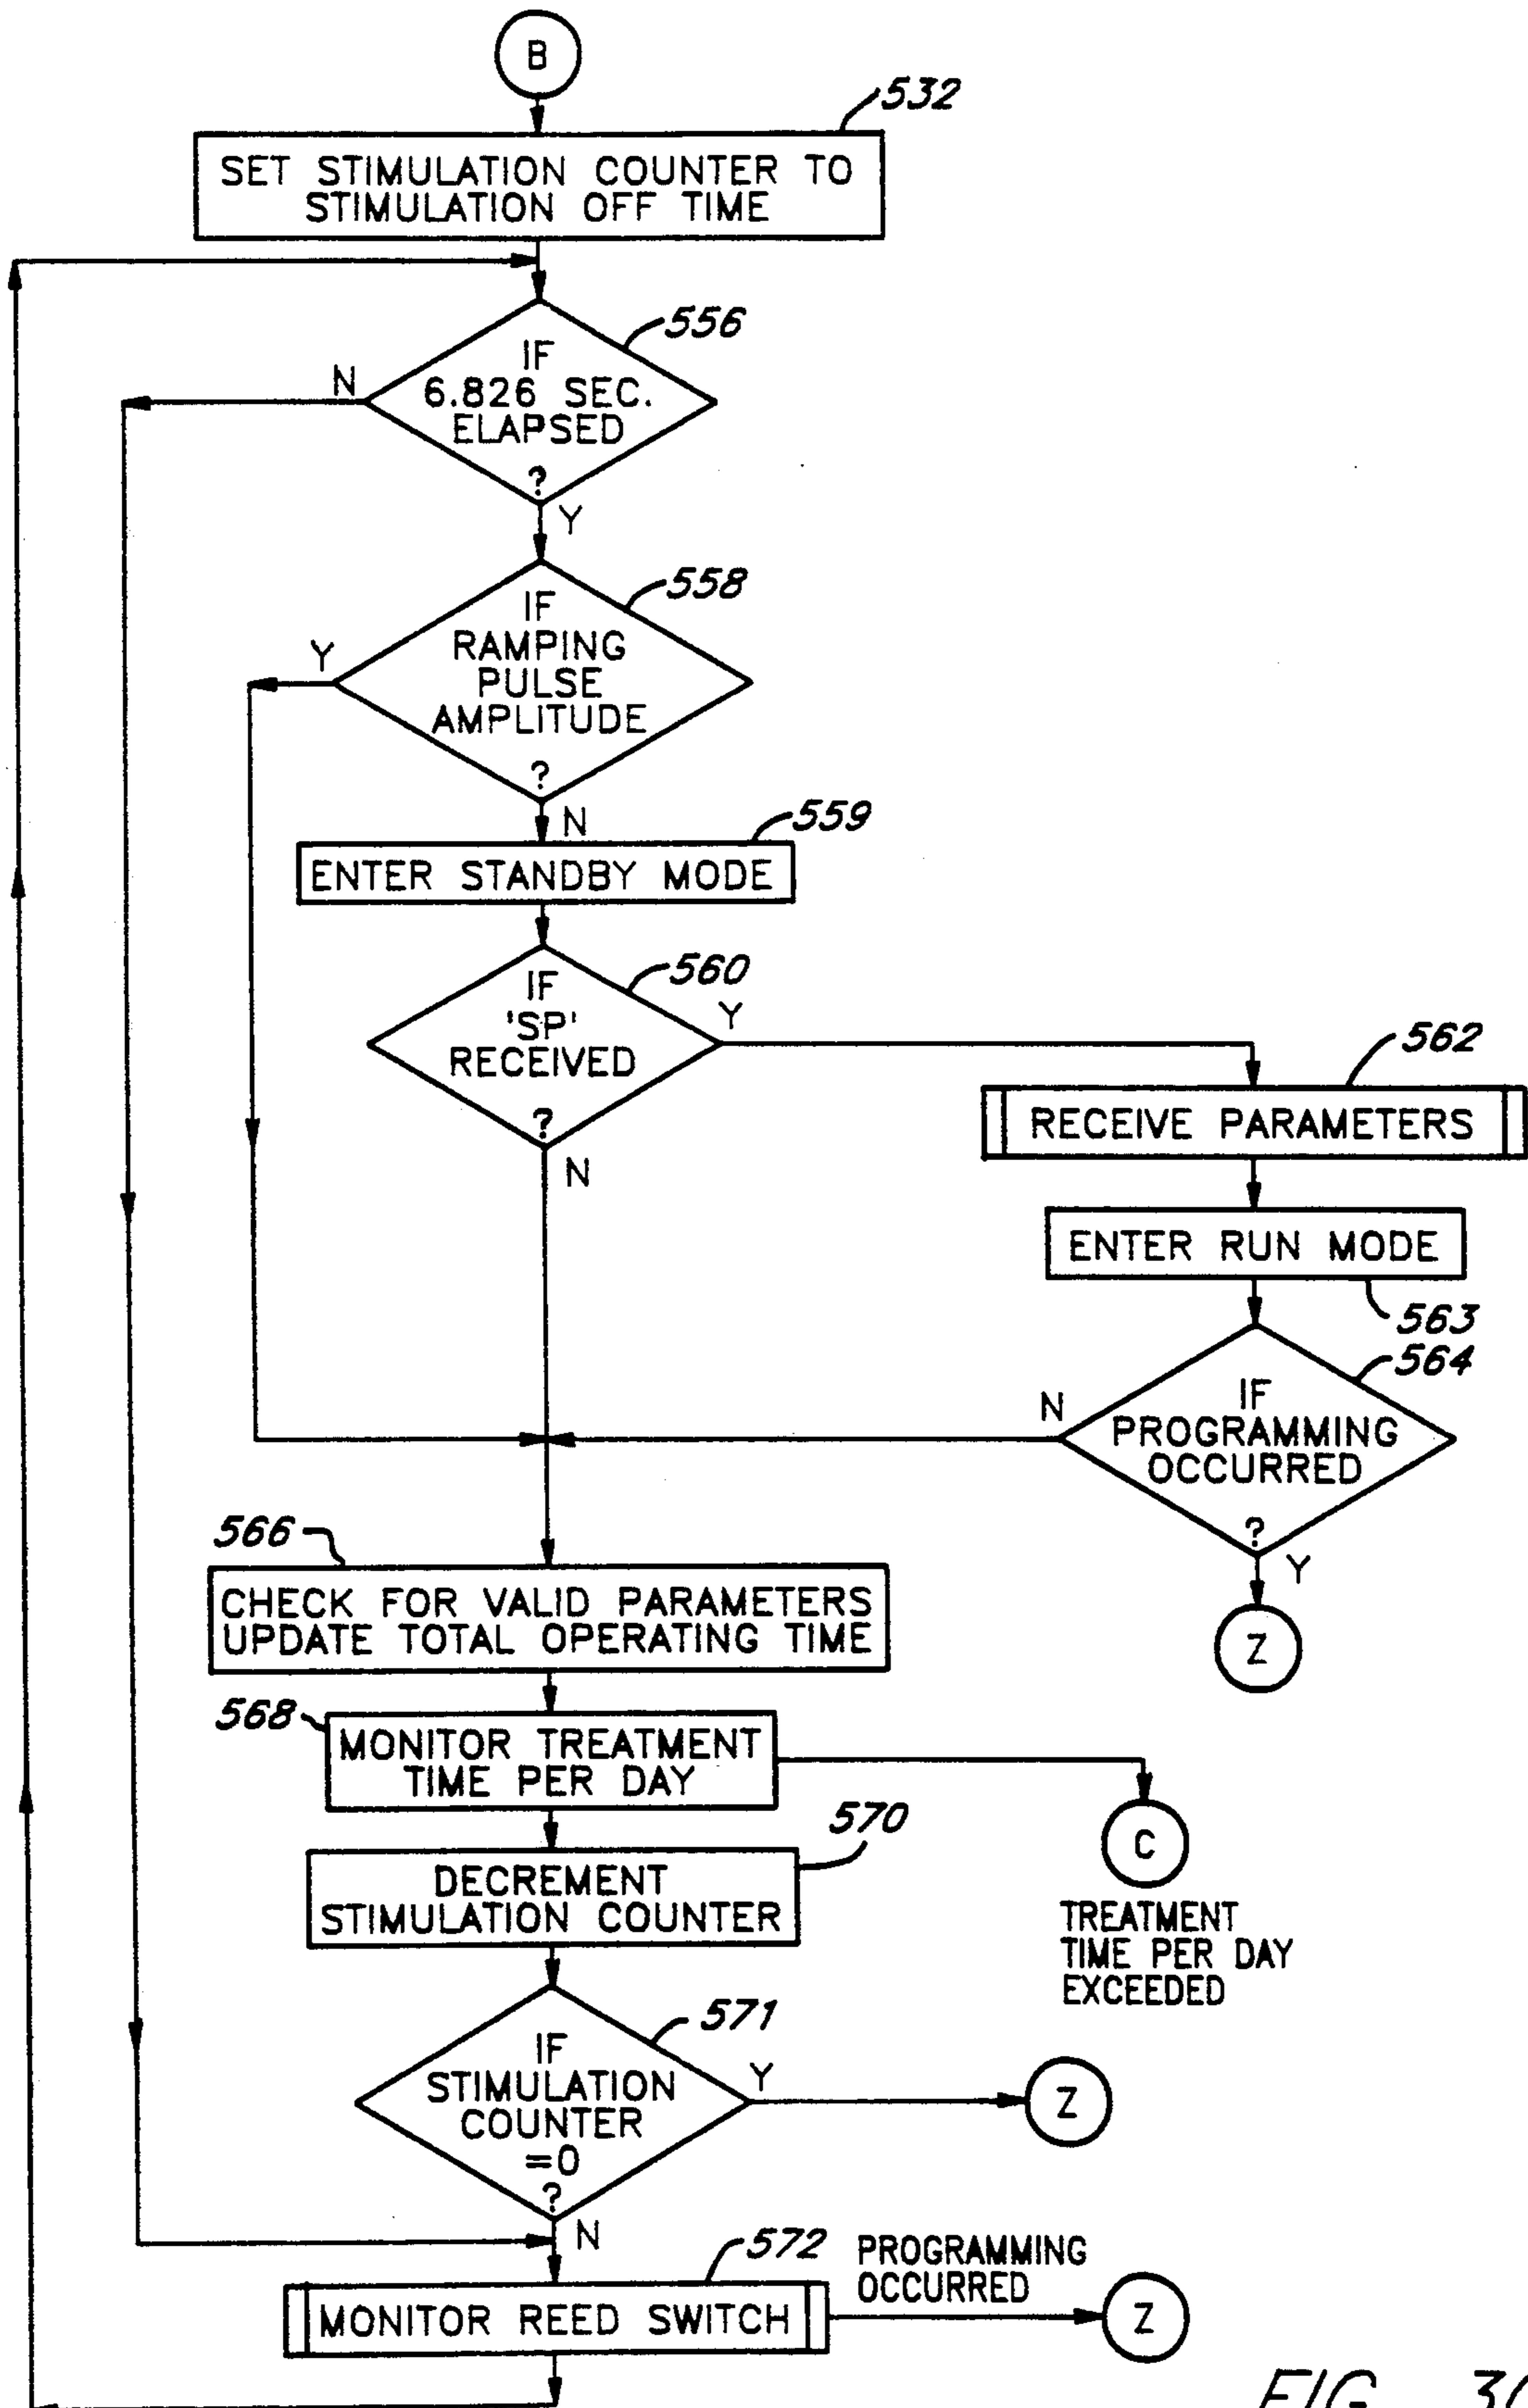 B
532
SET STIMULATION COUNTER TO
STIMULATION OFF TIME
556
IF
6.826 SEC.
ELAPSED
?
N
Y
558
IF
RAMPING
PULSE
AMPLITUDE
?
Y
N
559
ENTER STANDBY MODE
560
IF
'SP'
RECEIVED
?
Y
N
562
RECEIVE PARAMETERS
ENTER RUN MODE
563
564
IF
PROGRAMMING
OCCURRED
?
N
Y
Z
566
CHECK FOR VALID PARAMETERS
UPDATE TOTAL OPERATING TIME
568
MONITOR TREATMENT
TIME PER DAY
C
TREATMENT
TIME PER DAY
EXCEEDED
570
DECREMENT
STIMULATION COUNTER
571
IF
STIMULATION
COUNTER
=0
?
Y
Z
N
572
MONITOR REED SWITCH
PROGRAMMING
OCCURRED
Z
FIG. 3